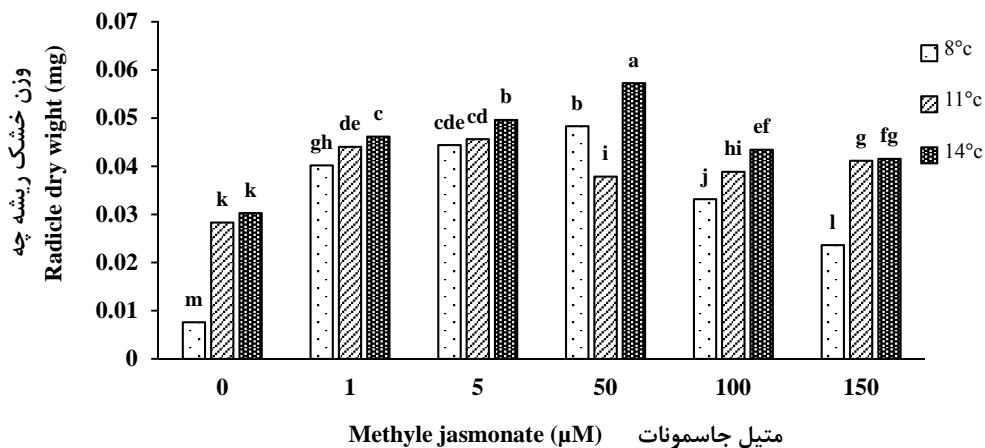 وزن خشک ریشه چه
Radicle dry wight (mg)
0.07
0.06
0.05
0.04
0.03
0.02
0.01
0
m k k
gh de c
cde cd b
b i a
j hi ef
l g fg
0 1 5 50 100 150
Methyle jasmonate (µM) متیل جاسمونات
8°c
11°c
14°c